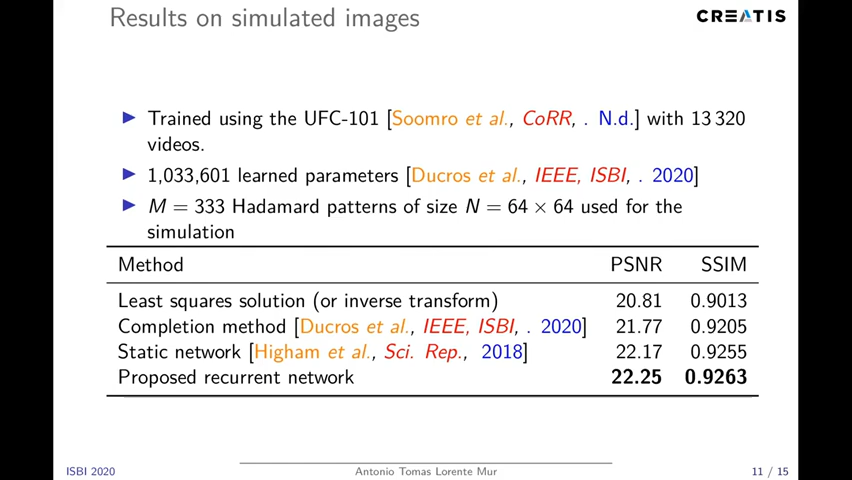 Results on simulated images
CREATIS
Trained using the UFC-101 [Soomro et al., CoRR, . N.d.] with 13 320
videos.
1,033,601 learned parameters [Ducros et al., IEEE, ISBI, . 2020]
M = 333 Hadamard patterns of size N = 64 × 64 used for the
simulation
Method PSNR SSIM
Least squares solution (or inverse transform) 20.81 0.9013
Completion method [Ducros et al., IEEE, ISBI, . 2020] 21.77 0.9205
Static network [Higham et al., Sci. Rep., 2018] 22.17 0.9255
Proposed recurrent network 22.25 0.9263
ISBI 2020 Antonio Tomas Lorente Mur 11 / 15